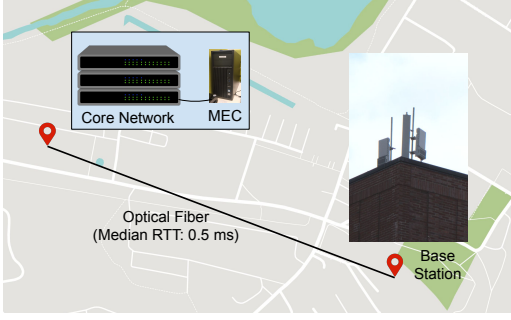 Core Network
MEC
Optical Fiber
(Median RTT: 0.5 ms)
Base
Station